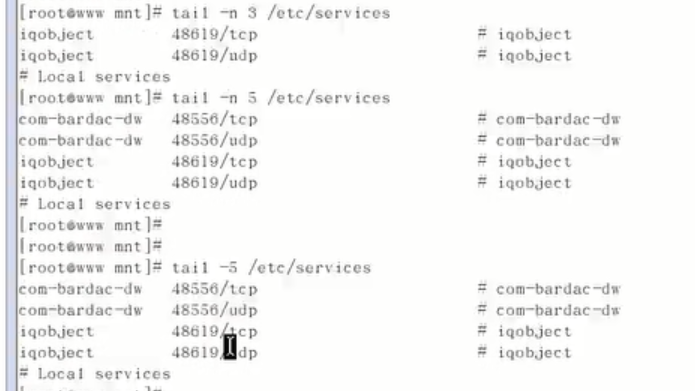 [root@www mnt]# tail -n 3 /etc/services
iqobject 48619/tcp # iqobject
iqobject 48619/udp # iqobject
# Local services
[root@www mnt]# tail -n 5 /etc/services
com-bardac-dw 48556/tcp # com-bardac-dw
com-bardac-dw 48556/udp # com-bardac-dw
iqobject 48619/tcp # iqobject
iqobject 48619/udp # iqobject
# Local services
[root@www mnt]#
[root@www mnt]#
[root@www mnt]# tail -5 /etc/services
com-bardac-dw 48556/tcp # com-bardac-dw
com-bardac-dw 48556/udp # com-bardac-dw
iqobject 48619/tcp # iqobject
iqobject 48619/udp # iqobject
# Local services